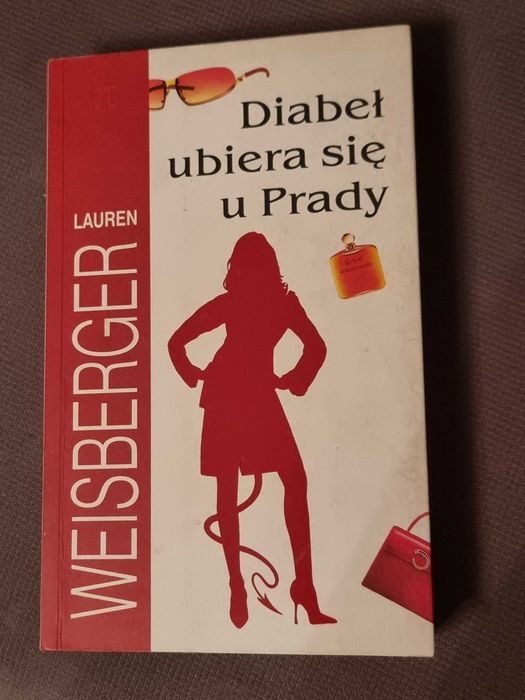 Diabeł
ubiera się
u Prady
LAUREN
WEISBERGER